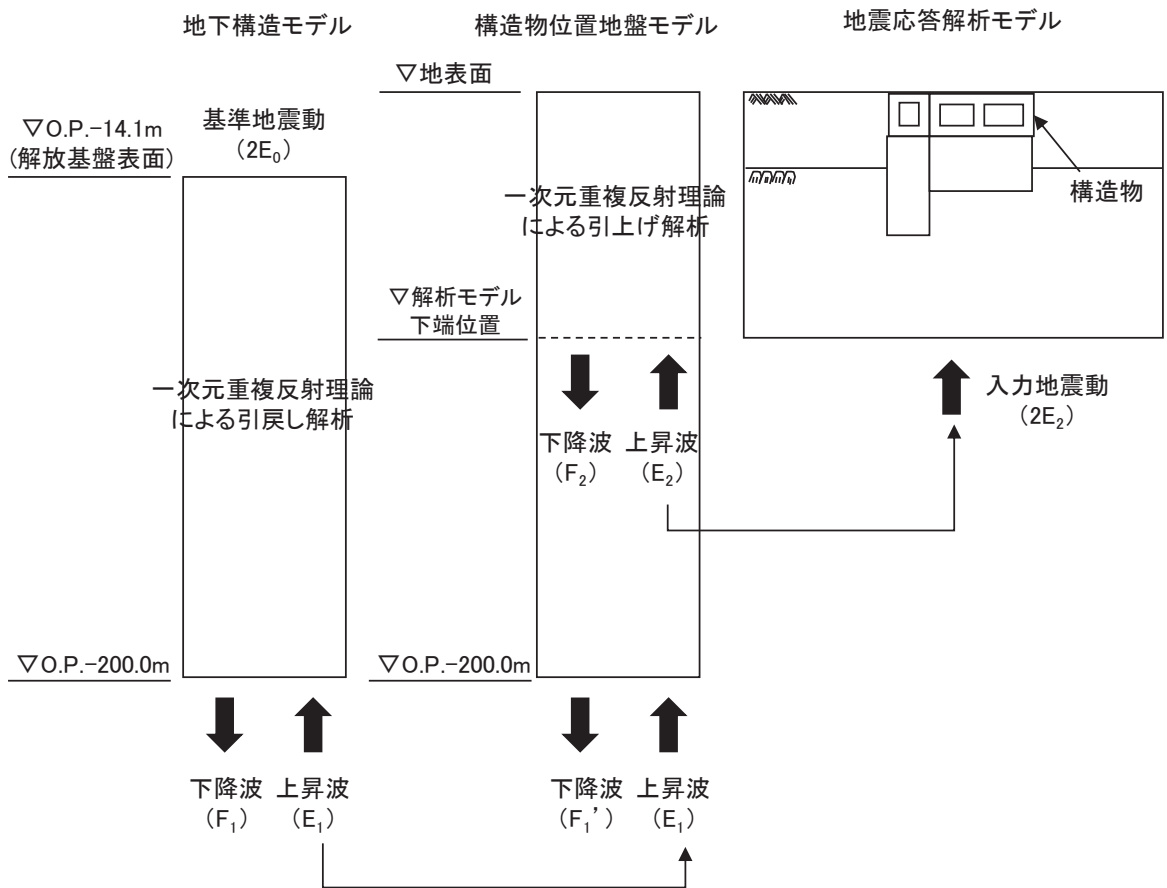 地下構造モデル
▽O.P.-14.1m
(解放基盤表面)
基準地震動
(2E₀)
一次元重複反射理論
による引戻し解析
▽O.P.-200.0m
下降波
(F₁)
上昇波
(E₁)
構造物位置地盤モデル
▽地表面
一次元重複反射理論
による引上げ解析
▽解析モデル
下端位置
下降波
(F₂)
上昇波
(E₂)
▽O.P.-200.0m
下降波
(F₁')
上昇波
(E₁)
地震応答解析モデル
構造物
入力地震動
(2E₂)